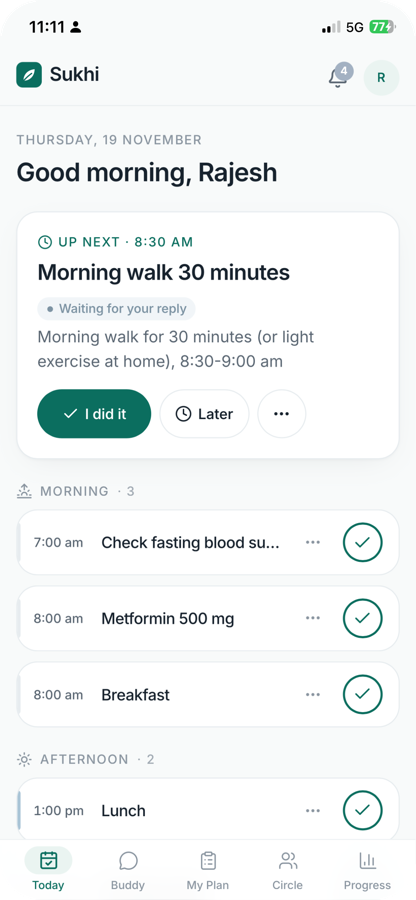 11:11
5G
77
Sukhi
4
R
THURSDAY, 19 NOVEMBER
Good morning, Rajesh
UP NEXT · 8:30 AM
Morning walk 30 minutes
Waiting for your reply
Morning walk for 30 minutes (or light
exercise at home), 8:30-9:00 am
I did it
Later
MORNING · 3
7:00 am Check fasting blood su...
8:00 am Metformin 500 mg
8:00 am Breakfast
AFTERNOON · 2
1:00 pm Lunch
Today Buddy My Plan Circle Progress